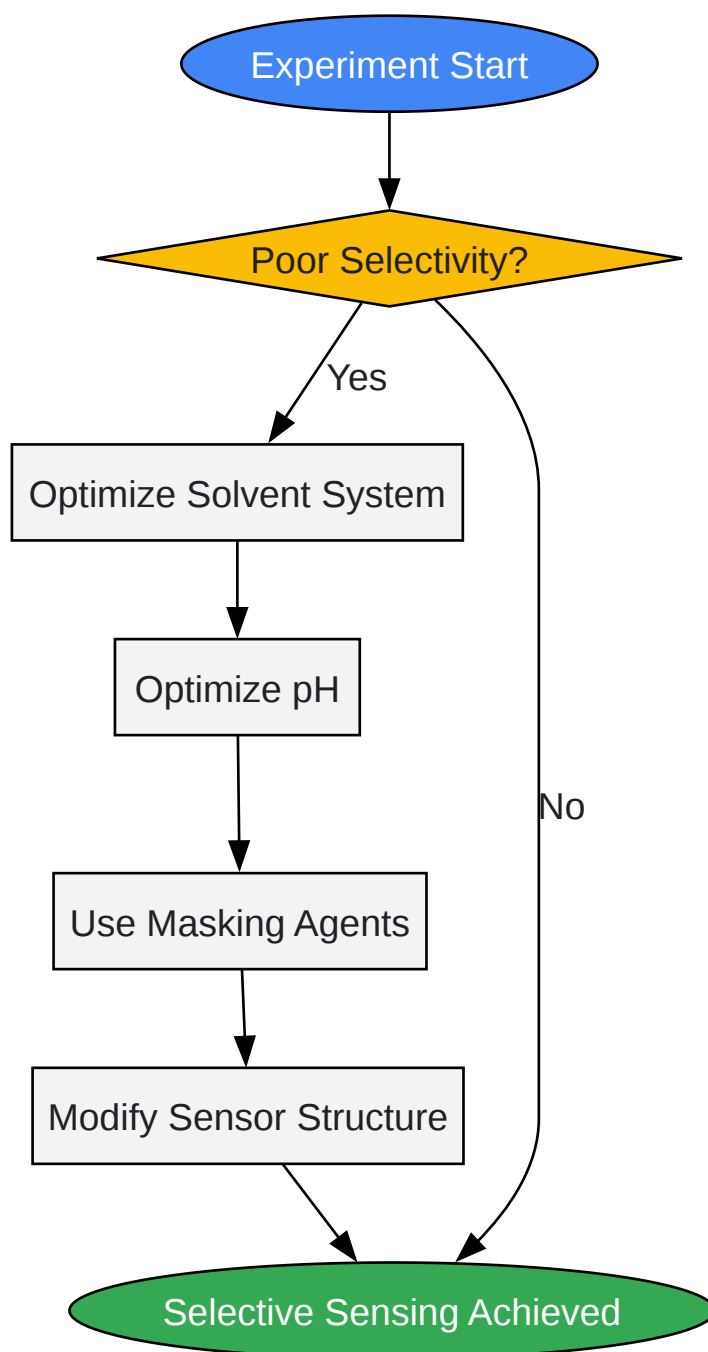 Experiment Start
Poor Selectivity?
Yes
Optimize Solvent System
Optimize pH
No
Use Masking Agents
Modify Sensor Structure
Selective Sensing Achieved